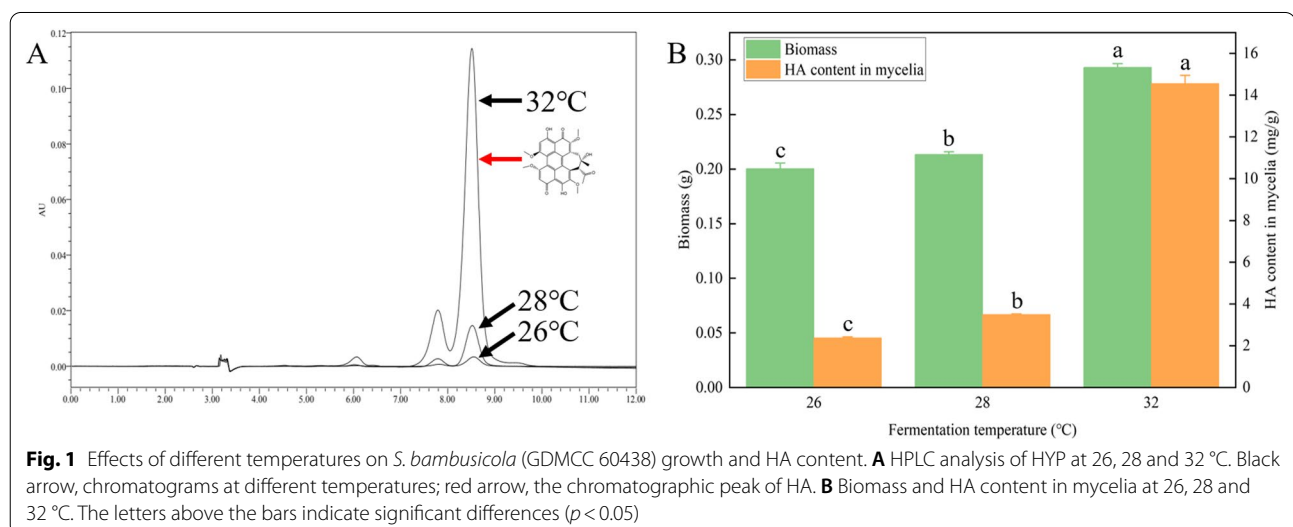 A
0.12
0.10
0.08
0.06
0.04
0.02
0.00
AU
0.00 1.00 2.00 3.00 4.00 5.00 6.00 7.00 8.00 9.00 10.00 11.00 12.00
32℃
OH
O
O
OH
O
O
O
O
O
HO
28℃
26℃
B
Biomass
HA content in mycelia
0.30
0.25
0.20
0.15
0.10
0.05
0.00
Biomass (g)
c
c
b
b
a
a
16
14
12
10
8
6
4
2
0
HA content in mycelia (mg/g)
26 28 32
Fermentation temperature (℃)
Fig. 1 Effects of different temperatures on S. bambusicola (GDMCC 60438) growth and HA content. A HPLC analysis of HYP at 26, 28 and 32 °C. Black
arrow, chromatograms at different temperatures; red arrow, the chromatographic peak of HA. B Biomass and HA content in mycelia at 26, 28 and
32 °C. The letters above the bars indicate significant differences (p < 0.05)